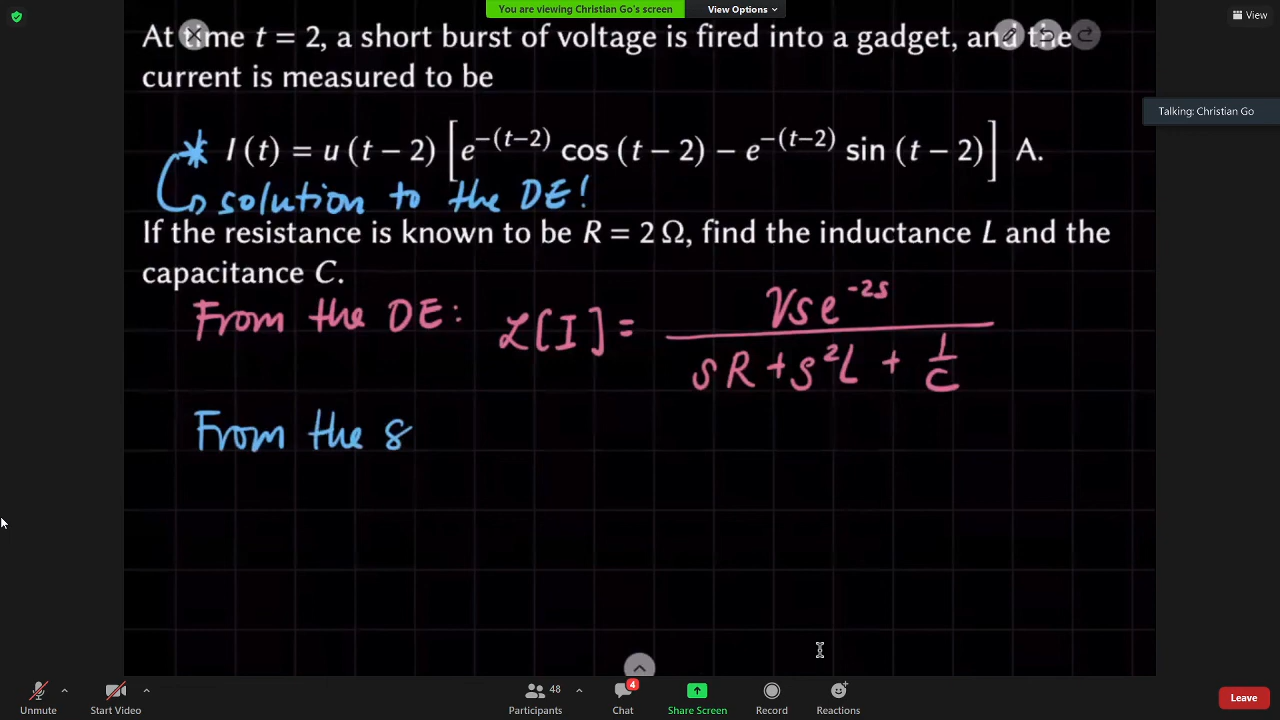 You are viewing Christian Go's screen
View Options
View
At time t = 2, a short burst of voltage is fired into a gadget, and the
current is measured to be
Talking: Christian Go
* I (t) = u (t − 2) [e^−(t−2) cos (t − 2) − e^−(t−2) sin (t − 2)] A.
↳ solution to the DE!
If the resistance is known to be R = 2 Ω, find the inductance L and the
capacitance C.
From the DE: ℒ[I] = Vse^-2s / (sR + s²L + 1/C)
From the s
Unmute
Start Video
48
Participants
4
Chat
Share Screen
Record
Reactions
Leave